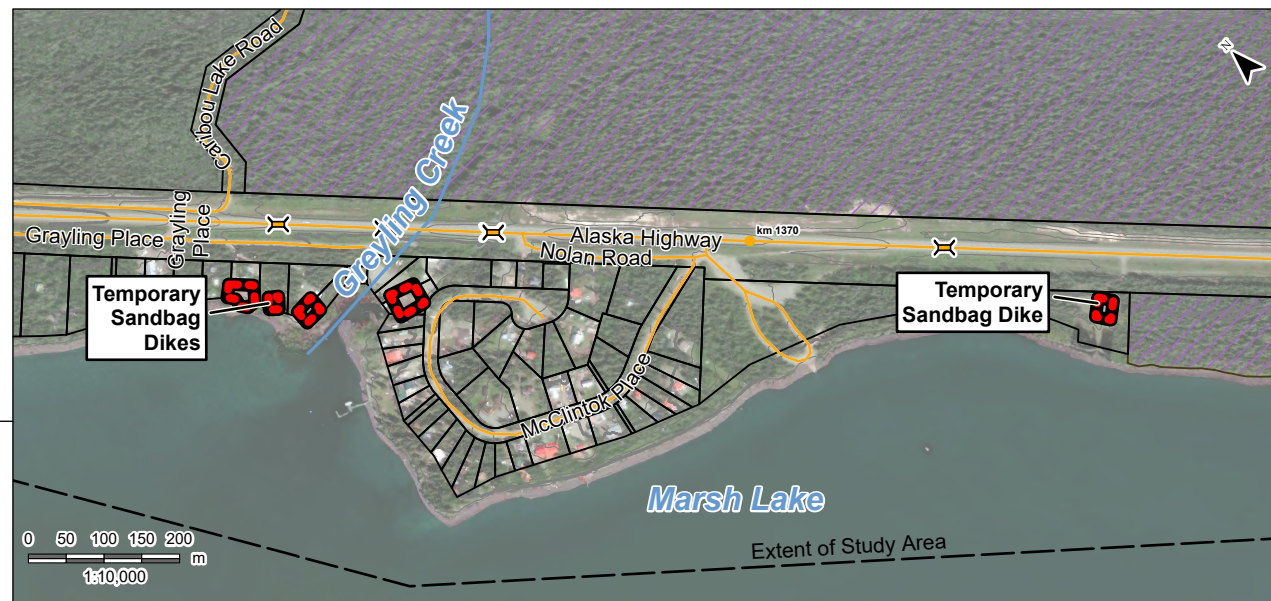 Caribou Lake Road
N
Greyling Creek
Grayling
Place
Grayling Place
Alaska Highway
km 1370
Nolan Road
Temporary
Sandbag
Dikes
Temporary
Sandbag Dike
McClintok Place
Marsh Lake
Extent of Study Area
0 50 100 150 200
m
1:10,000